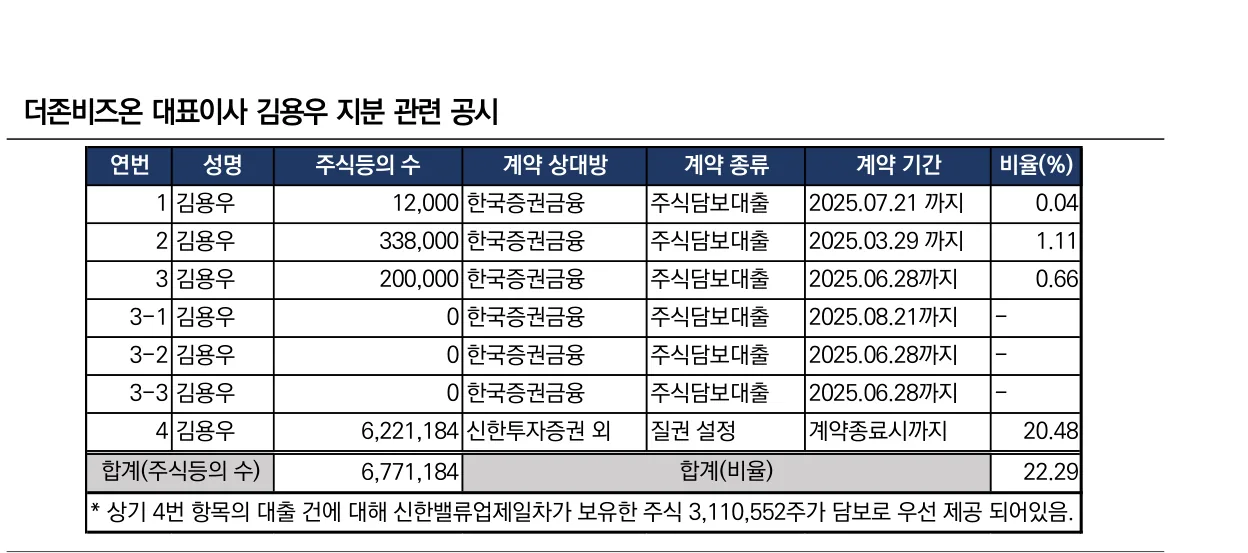 더존비즈온 대표이사 김용우 지분 관련 공시
연번 성명 주식등의 수 계약 상대방 계약 종류 계약 기간 비율(%)
1 김용우 12,000 한국증권금융 주식담보대출 2025.07.21 까지 0.04
2 김용우 338,000 한국증권금융 주식담보대출 2025.03.29 까지 1.11
3 김용우 200,000 한국증권금융 주식담보대출 2025.06.28까지 0.66
3-1 김용우 0 한국증권금융 주식담보대출 2025.08.21까지 -
3-2 김용우 0 한국증권금융 주식담보대출 2025.06.28까지 -
3-3 김용우 0 한국증권금융 주식담보대출 2025.06.28까지 -
4 김용우 6,221,184 신한투자증권 외 질권 설정 계약종료시까지 20.48
합계(주식등의 수) 6,771,184 합계(비율) 22.29
* 상기 4번 항목의 대출 건에 대해 신한밸류업제일차가 보유한 주식 3,110,552주가 담보로 우선 제공 되어있음.